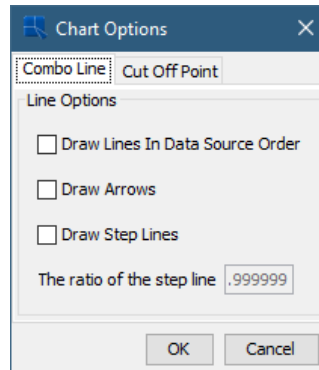 Chart Options
Combo Line Cut Off Point
Line Options
Draw Lines In Data Source Order
Draw Arrows
Draw Step Lines
The ratio of the step line .999999
OK Cancel